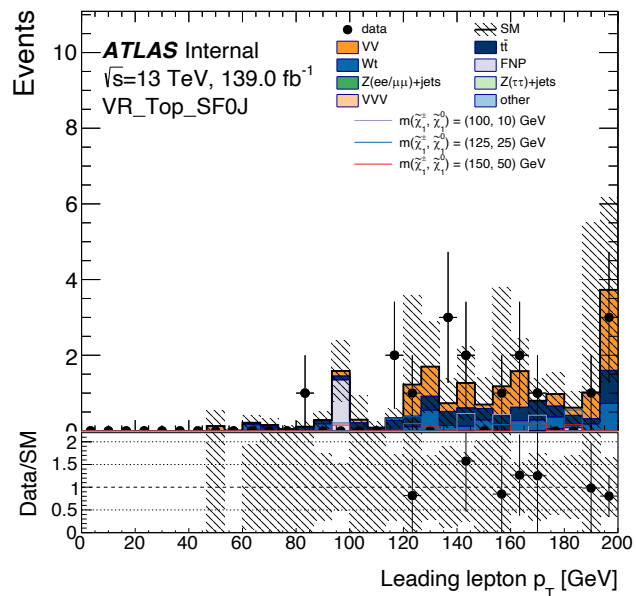 Events
ATLAS Internal
√s=13 TeV, 139.0 fb⁻¹
VR_Top_SF0J
data
SM
VV
tt̄
Wt
FNP
Z(ee/μμ)+jets
Z(ττ)+jets
VVV
other
m(χ̃₁±, χ̃₁⁰) = (100, 10) GeV
m(χ̃₁±, χ̃₁⁰) = (125, 25) GeV
m(χ̃₁±, χ̃₁⁰) = (150, 50) GeV
10
8
6
4
2
0
Data/SM
2
1.5
1
0.5
0
0 20 40 60 80 100 120 140 160 180 200
Leading lepton p_T [GeV]